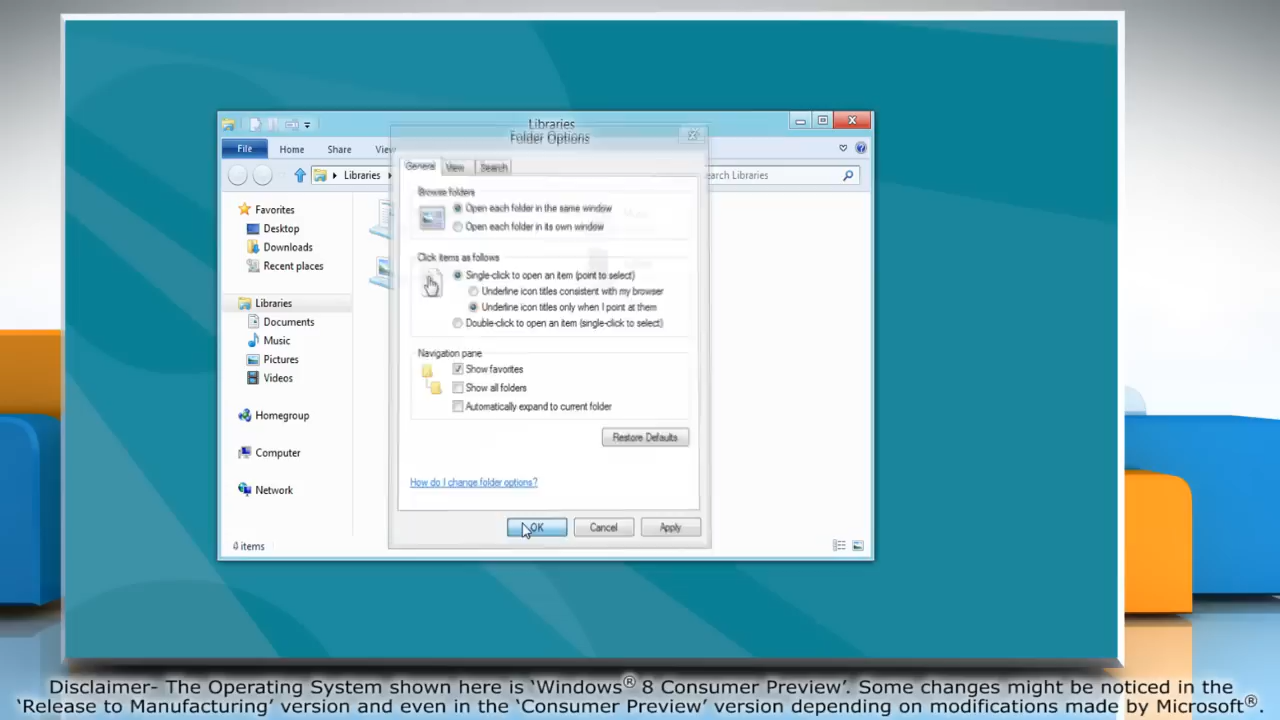 Libraries
Folder Options
File Home Share View
Libraries
Search Libraries
General View Search
Browse folders
Open each folder in the same window
Open each folder in its own window
Click items as follows
Single-click to open an item (point to select)
Underline icon titles consistent with my browser
Underline icon titles only when I point at them
Double-click to open an item (single-click to select)
Navigation pane
Show favorites
Show all folders
Automatically expand to current folder
Restore Defaults
How do I change folder options?
OK Cancel Apply
Favorites
Desktop
Downloads
Recent places
Libraries
Documents
Music
Pictures
Videos
Homegroup
Computer
Network
4 items
Disclaimer- The Operating System shown here is ‘Windows® 8 Consumer Preview’. Some changes might be noticed in the
‘Release to Manufacturing’ version and even in the ‘Consumer Preview’ version depending on modifications made by Microsoft®.